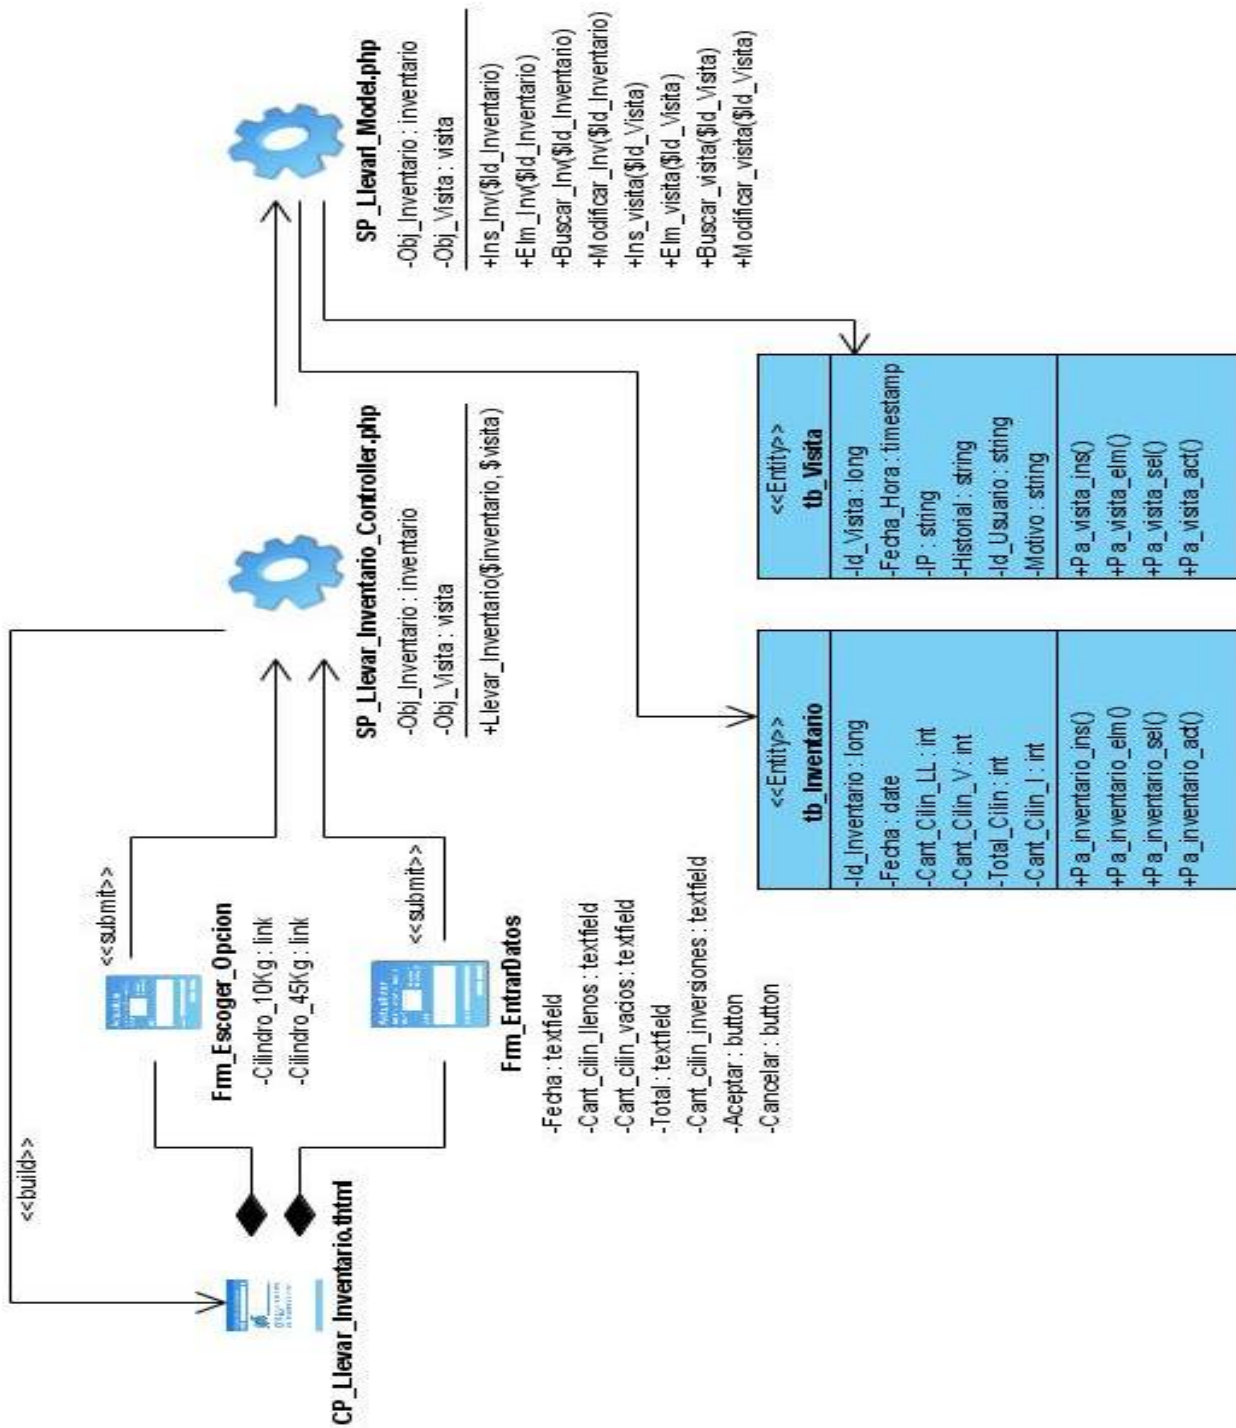 <<build>>
CP_Llevar_Inventario.thtml
<<submit>>
Frm_Escoger_Opcion
-Cilindro_10Kg : link
-Cilindro_45Kg : link
<<submit>>
Frm_EntrarDatos
-Fecha : textfield
-Cant_cilin_llenos : textfield
-Cant_cilin_vacios : textfield
-Total : textfield
-Cant_cilin_inversiones : textfield
-Aceptar : button
-Cancelar : button
SP_Llevar_Inventario_Controller.php
-Obj_Inventario : inventario
-Obj_Visita : visita
+Llevar_Inventario($inventario, $visita)
SP_LlevarI_Model.php
-Obj_Inventario : inventario
-Obj_Visita : visita
+Ins_Inv($Id_Inventario)
+Elm_Inv($Id_Inventario)
+Buscar_Inv($Id_Inventario)
+Modificar_Inv($Id_Inventario)
+Ins_visita($Id_Visita)
+Elm_visita($Id_Visita)
+Buscar_visita($Id_Visita)
+Modificar_visita($Id_Visita)
<<Entity>>
tb_Inventario
-Id_Inventario : long
-Fecha : date
-Cant_Cilin_LL : int
-Cant_Cilin_V : int
-Total_Cilin : int
-Cant_Cilin_I : int
+Pa_inventario_ins()
+Pa_inventario_elm()
+Pa_inventario_sel()
+Pa_inventario_act()
<<Entity>>
tb_Visita
-Id_Visita : long
-Fecha_Hora : timestamp
-IP : string
-Historial : string
-Id_Usuario : string
-Motivo : string
+Pa_visita_ins()
+Pa_visita_elm()
+Pa_visita_sel()
+Pa_visita_act()